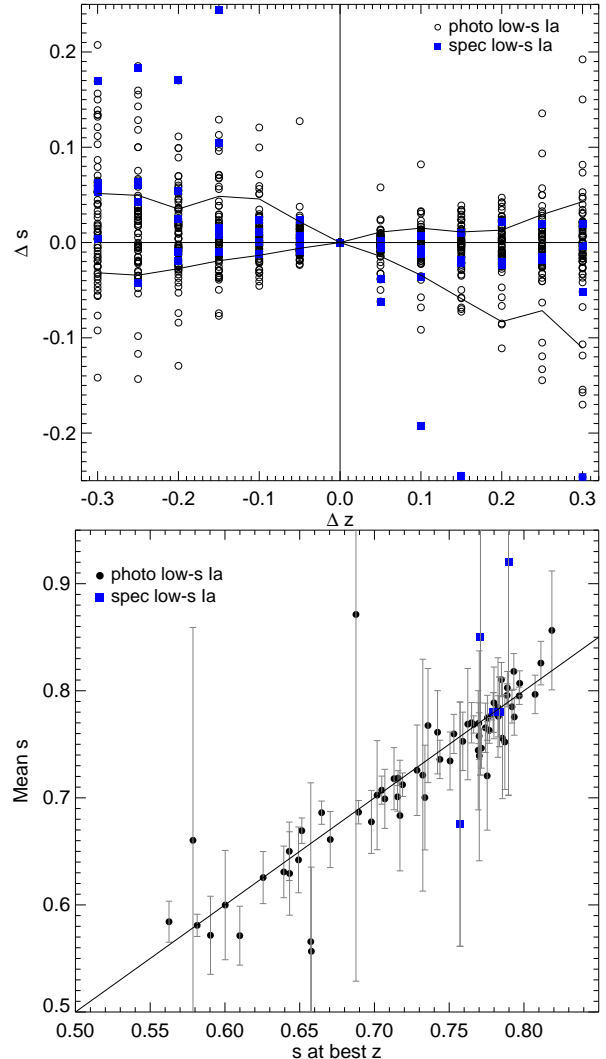 0.2
0.1
0.0
-0.1
-0.2
Δ s
photo low-s Ia
spec low-s Ia
-0.3 -0.2 -0.1 0.0 0.1 0.2 0.3
Δ z
0.9
0.8
0.7
0.6
0.5
Mean s
photo low-s Ia
spec low-s Ia
0.50 0.55 0.60 0.65 0.70 0.75 0.80
s at best z